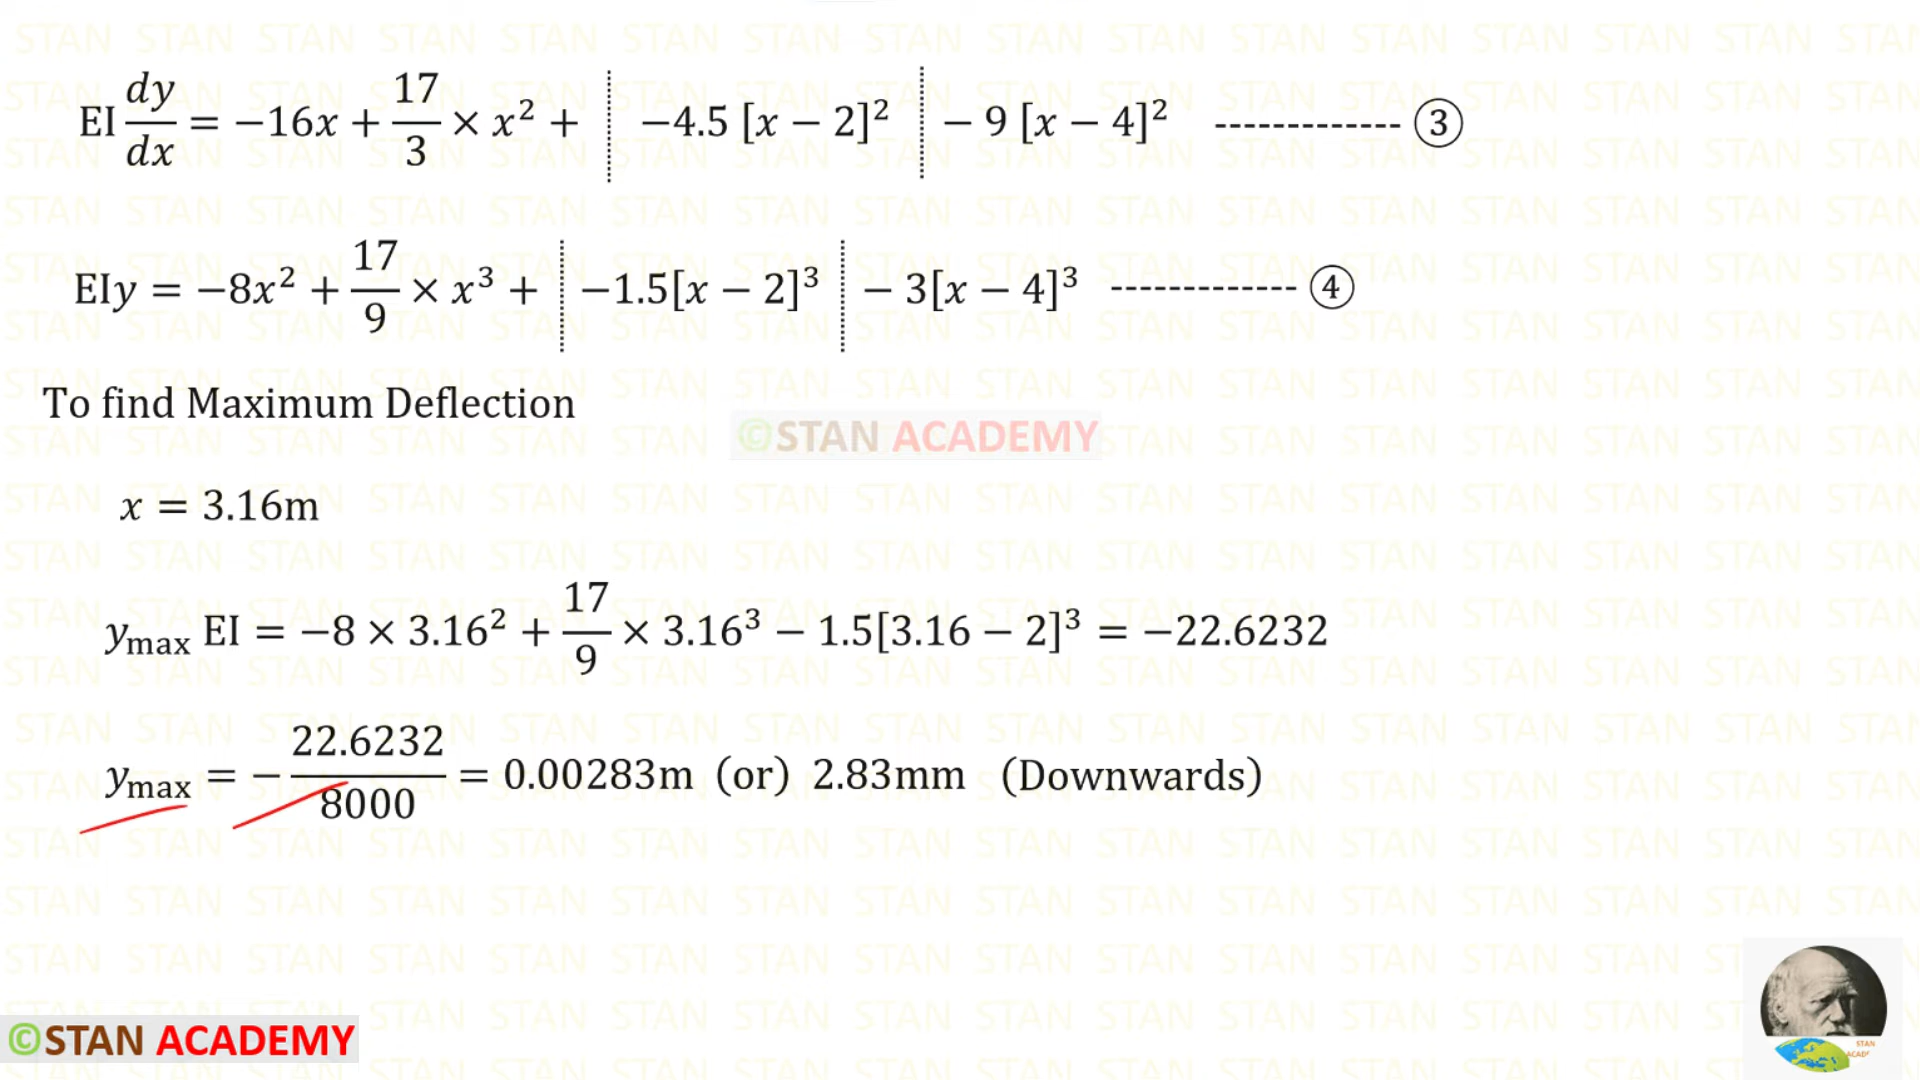 EI dy/dx = −16x + 17/3 × x² + ⋮ −4.5 [x − 2]² ⋮ − 9 [x − 4]² ------------- ③
EIy = −8x² + 17/9 × x³ + ⋮ −1.5[x − 2]³ ⋮ − 3[x − 4]³ ------------- ④
To find Maximum Deflection
©STAN ACADEMY
x = 3.16m
y_max EI = −8 × 3.16² + 17/9 × 3.16³ − 1.5[3.16 − 2]³ = −22.6232
y_max = − 22.6232/8000 = 0.00283m (or) 2.83mm (Downwards)
©STAN ACADEMY
STAN